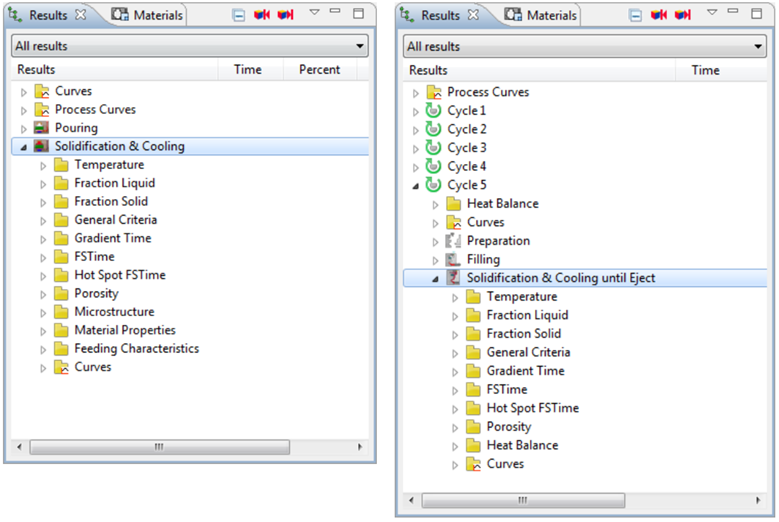 Results Materials
All results
Results Time Percent
Curves
Process Curves
Pouring
Solidification & Cooling
Temperature
Fraction Liquid
Fraction Solid
General Criteria
Gradient Time
FSTime
Hot Spot FSTime
Porosity
Microstructure
Material Properties
Feeding Characteristics
Curves
Results Materials
All results
Results Time
Process Curves
Cycle 1
Cycle 2
Cycle 3
Cycle 4
Cycle 5
Heat Balance
Curves
Preparation
Filling
Solidification & Cooling until Eject
Temperature
Fraction Liquid
Fraction Solid
General Criteria
Gradient Time
FSTime
Hot Spot FSTime
Porosity
Heat Balance
Curves